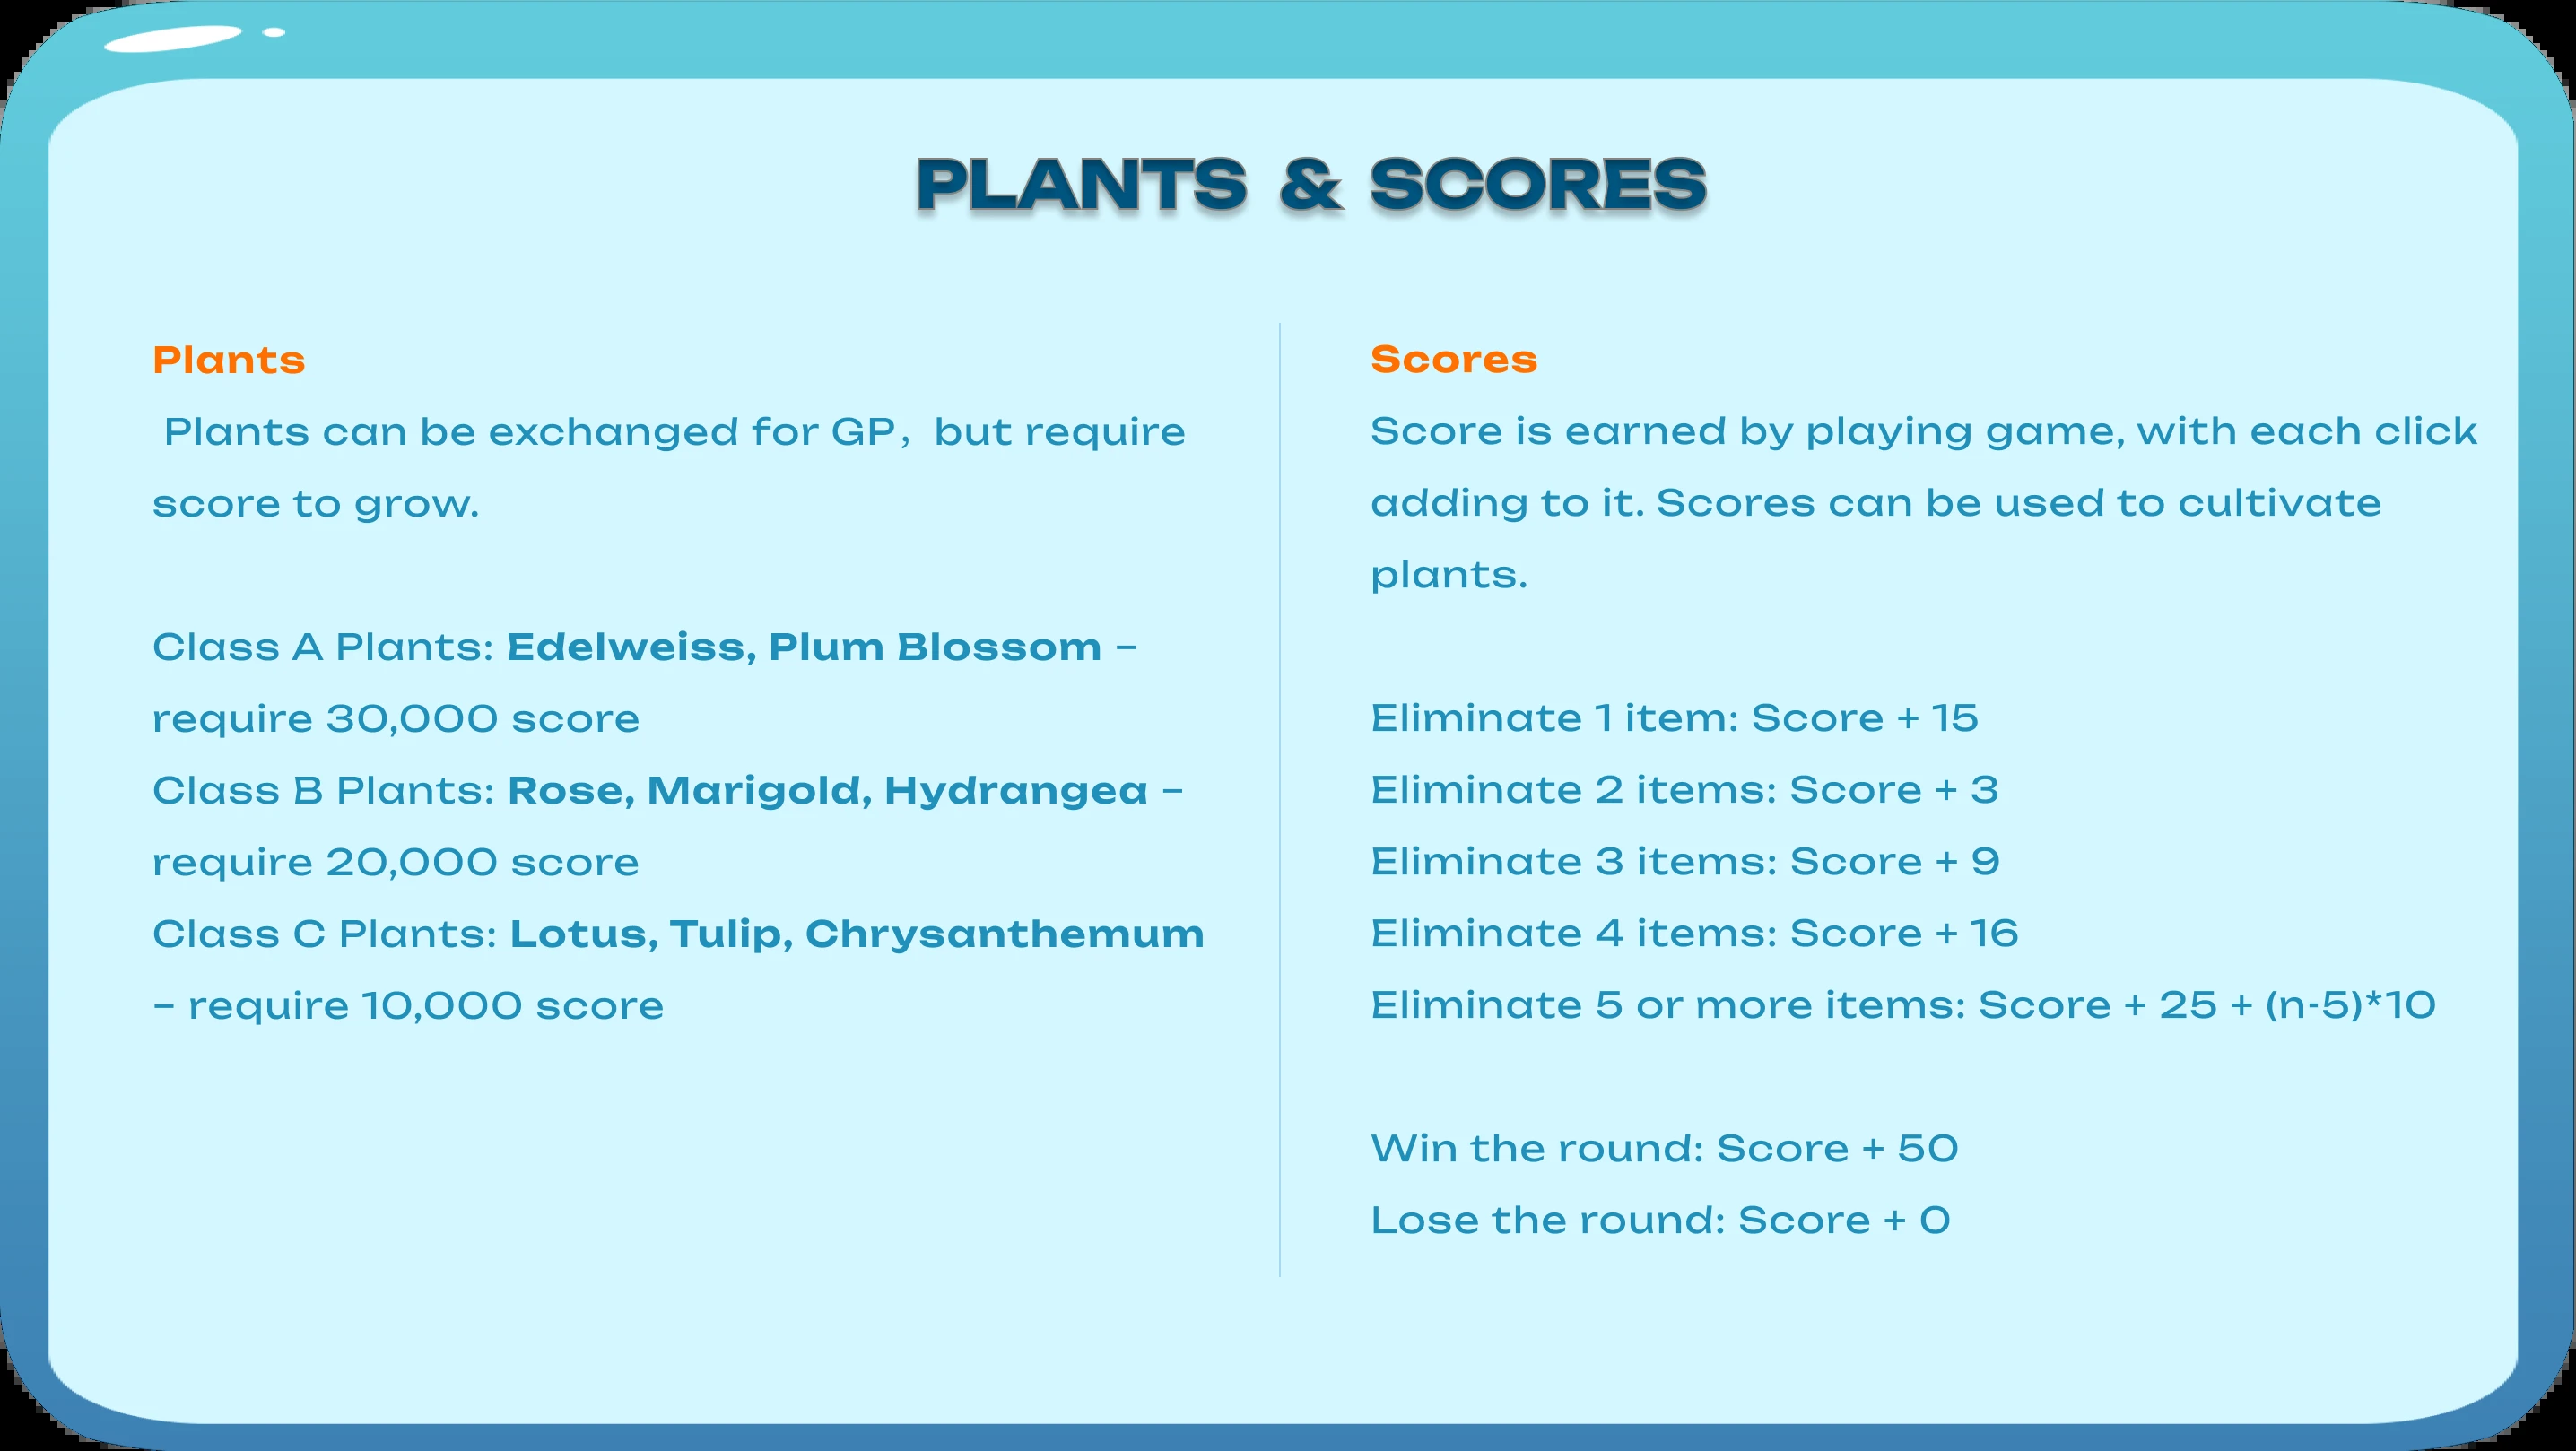 PLANTS & SCORES
Plants
Plants can be exchanged for GP，but require
score to grow.
Class A Plants: Edelweiss, Plum Blossom –
require 30,000 score
Class B Plants: Rose, Marigold, Hydrangea –
require 20,000 score
Class C Plants: Lotus, Tulip, Chrysanthemum
– require 10,000 score
Scores
Score is earned by playing game, with each click
adding to it. Scores can be used to cultivate
plants.
Eliminate 1 item: Score + 15
Eliminate 2 items: Score + 3
Eliminate 3 items: Score + 9
Eliminate 4 items: Score + 16
Eliminate 5 or more items: Score + 25 + (n-5)*10
Win the round: Score + 50
Lose the round: Score + 0